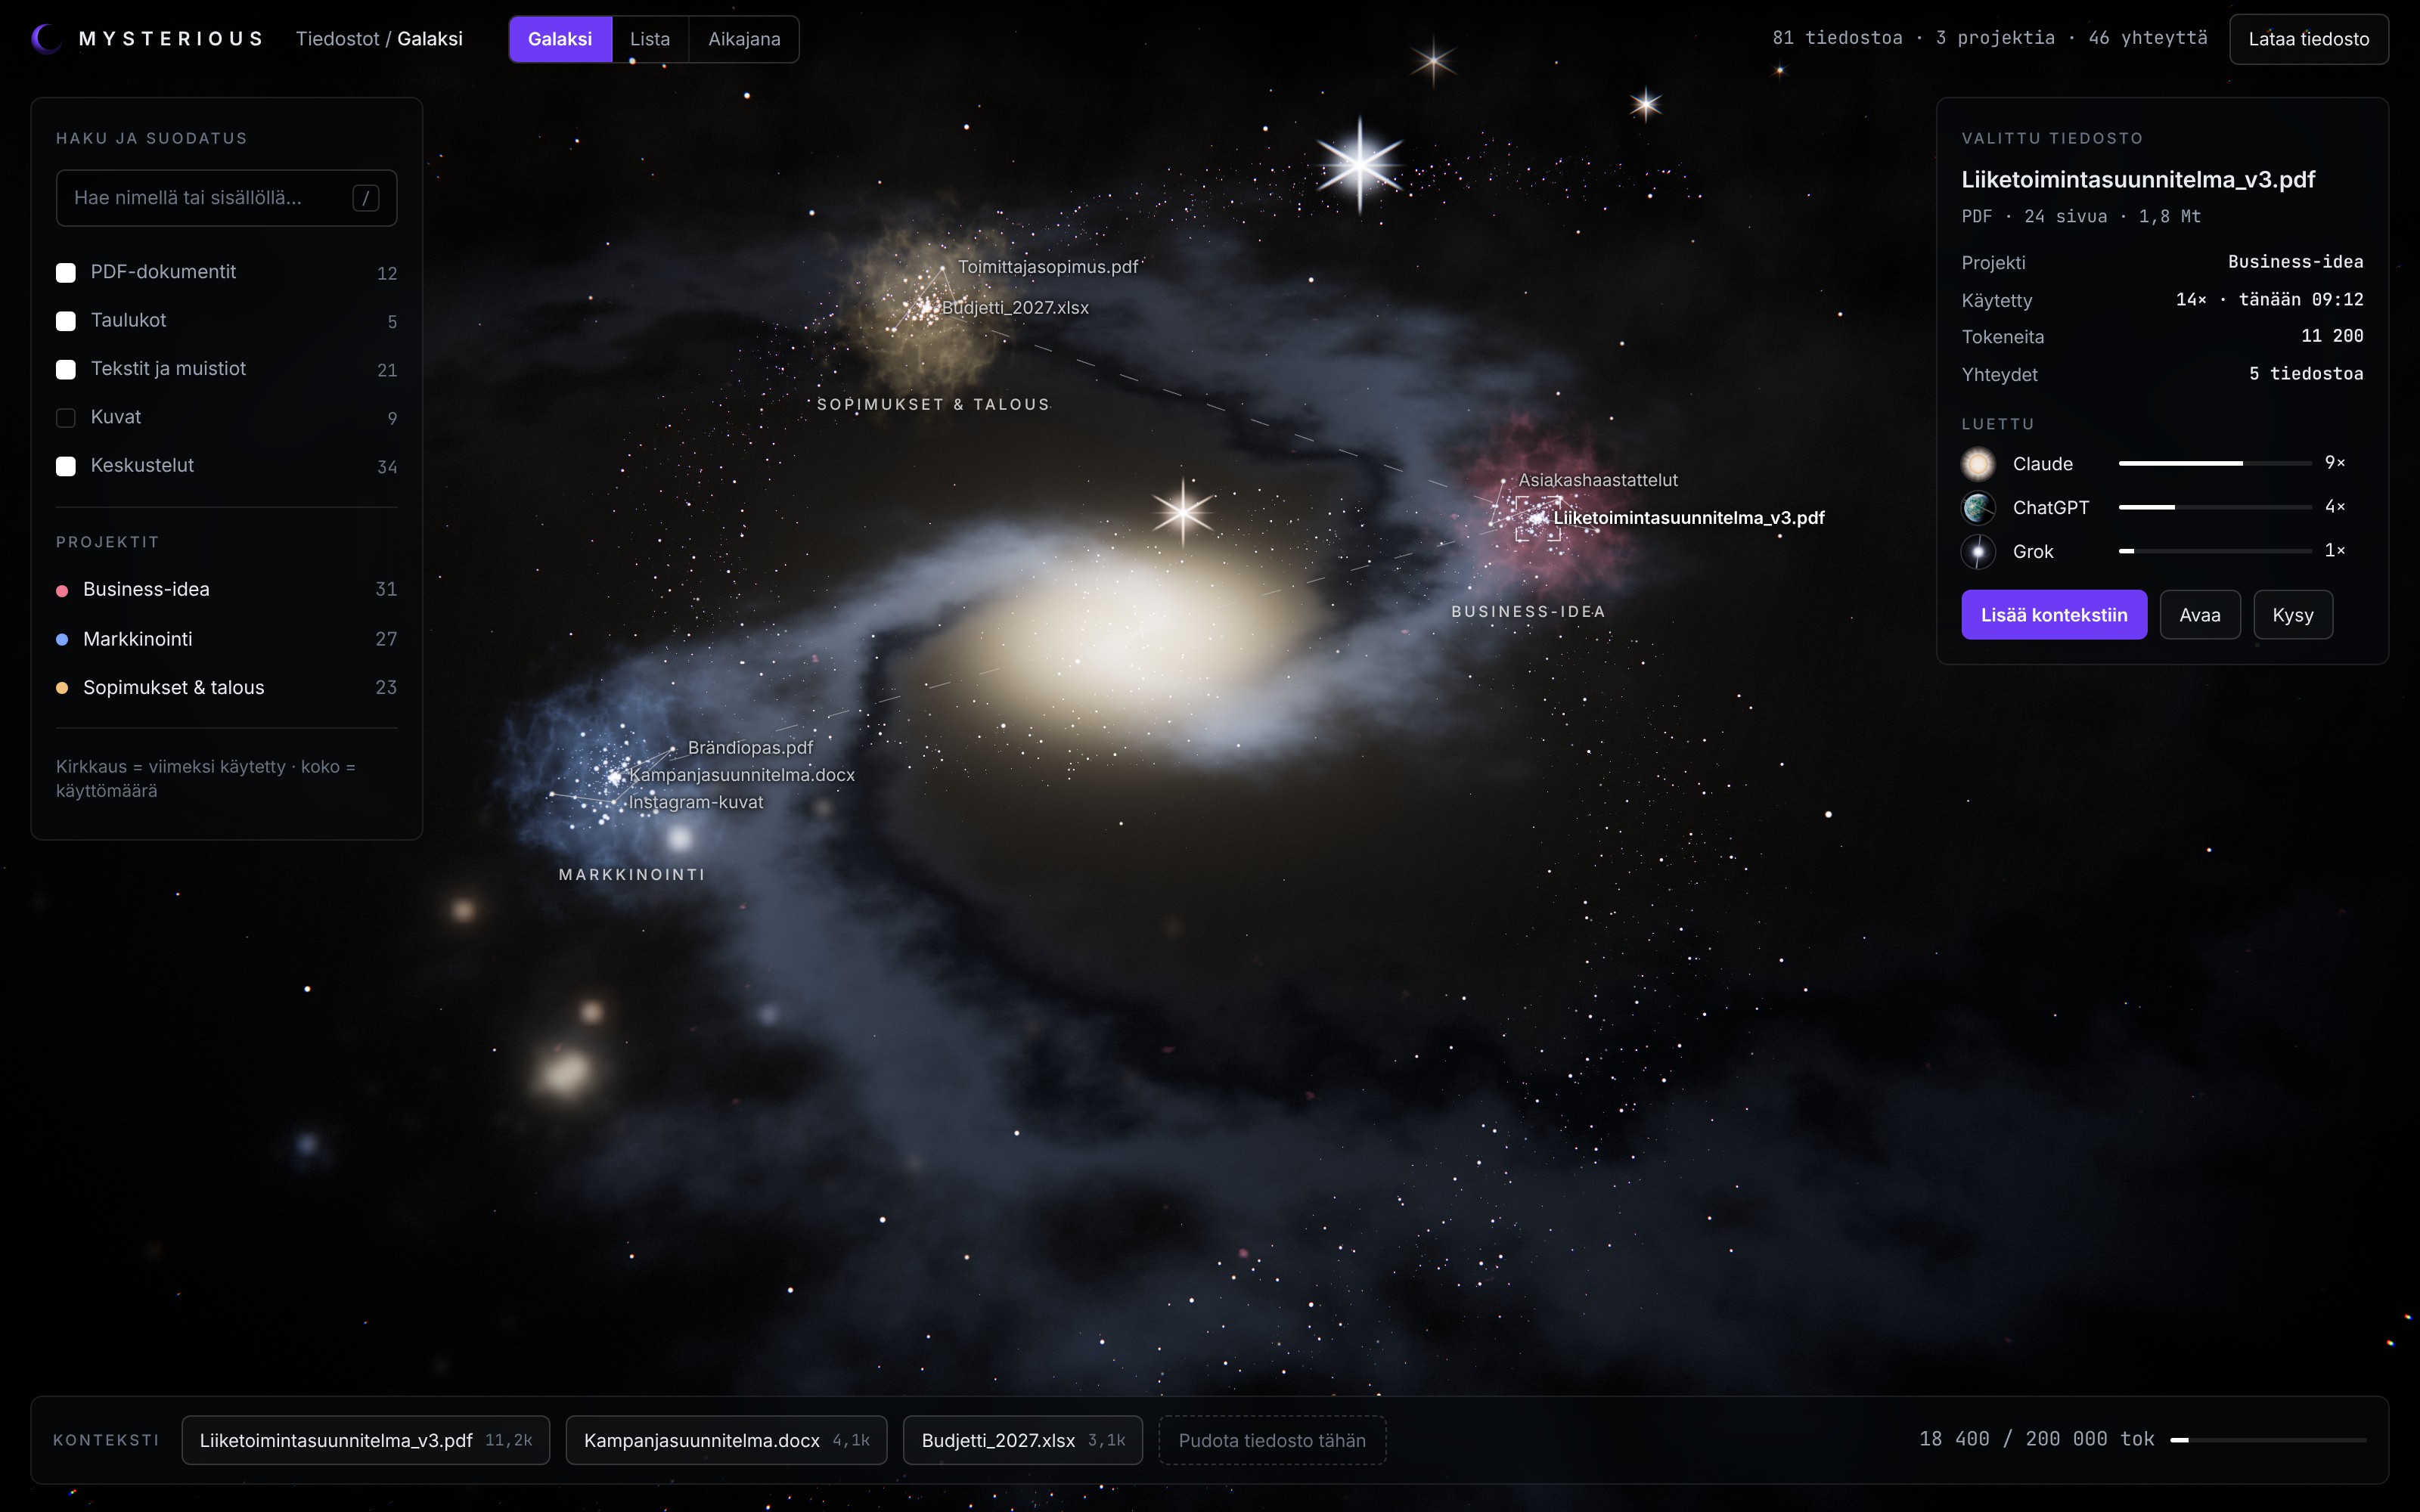 MYSTERIOUS
Tiedostot / Galaksi
Galaksi
Lista
Aikajana
81 tiedostoa · 3 projektia · 46 yhteyttä
Lataa tiedosto
HAKU JA SUODATUS
Hae nimellä tai sisällöllä...
/
PDF-dokumentit 12
Taulukot 5
Tekstit ja muistiot 21
Kuvat 9
Keskustelut 34
PROJEKTIT
Business-idea 31
Markkinointi 27
Sopimukset & talous 23
Kirkkaus = viimeksi käytetty · koko =
käyttömäärä
Toimittajasopimus.pdf
Budjetti_2027.xlsx
SOPIMUKSET & TALOUS
Asiakashaastattelut
Liiketoimintasuunnitelma_v3.pdf
BUSINESS-IDEA
Brändiopas.pdf
Kampanjasuunnitelma.docx
Instagram-kuvat
MARKKINOINTI
VALITTU TIEDOSTO
Liiketoimintasuunnitelma_v3.pdf
PDF · 24 sivua · 1,8 Mt
Projekti Business-idea
Käytetty 14× · tänään 09:12
Tokeneita 11 200
Yhteydet 5 tiedostoa
LUETTU
Claude 9×
ChatGPT 4×
Grok 1×
Lisää kontekstiin
Avaa
Kysy
KONTEKSTI
Liiketoimintasuunnitelma_v3.pdf 11,2k
Kampanjasuunnitelma.docx 4,1k
Budjetti_2027.xlsx 3,1k
Pudota tiedosto tähän
18 400 / 200 000 tok